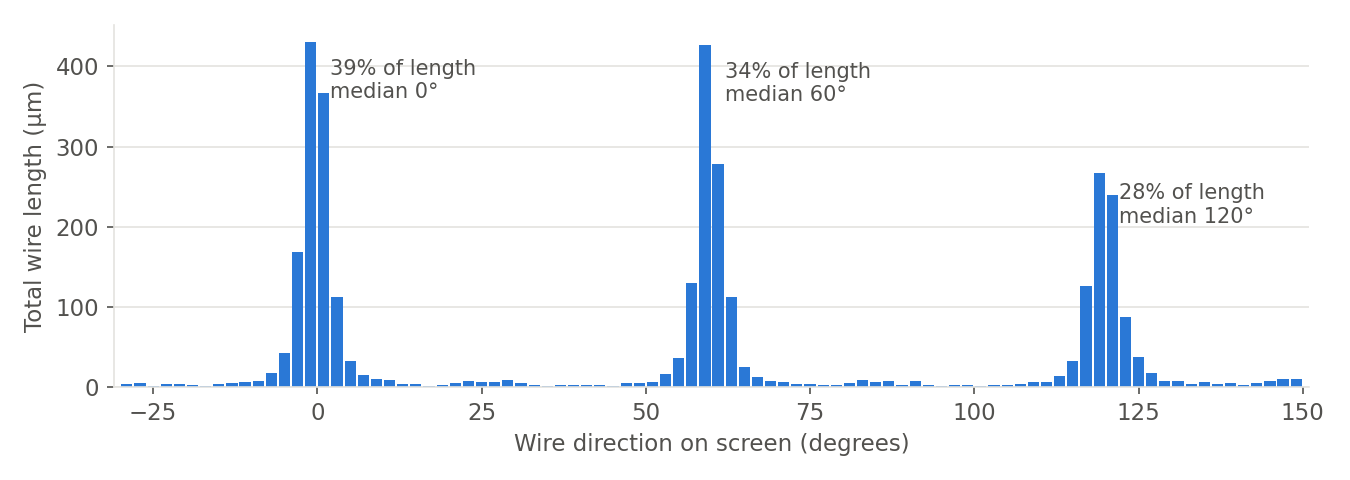 Total wire length (µm)
400
300
200
100
0
39% of length
median 0°
34% of length
median 60°
28% of length
median 120°
−25
0
25
50
75
100
125
150
Wire direction on screen (degrees)